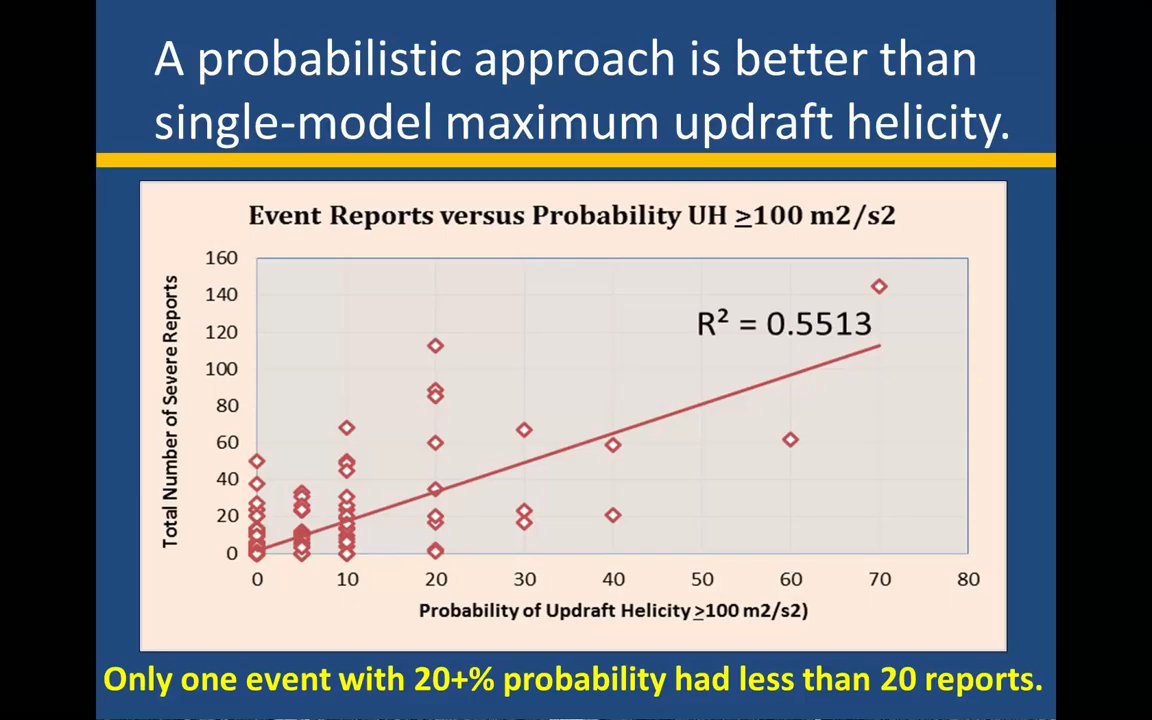 A probabilistic approach is better than
single-model maximum updraft helicity.
Event Reports versus Probability UH ≥100 m2/s2
Total Number of Severe Reports
160
140
120
100
80
60
40
20
0
R² = 0.5513
0 10 20 30 40 50 60 70 80
Probability of Updraft Helicity ≥100 m2/s2)
Only one event with 20+% probability had less than 20 reports.